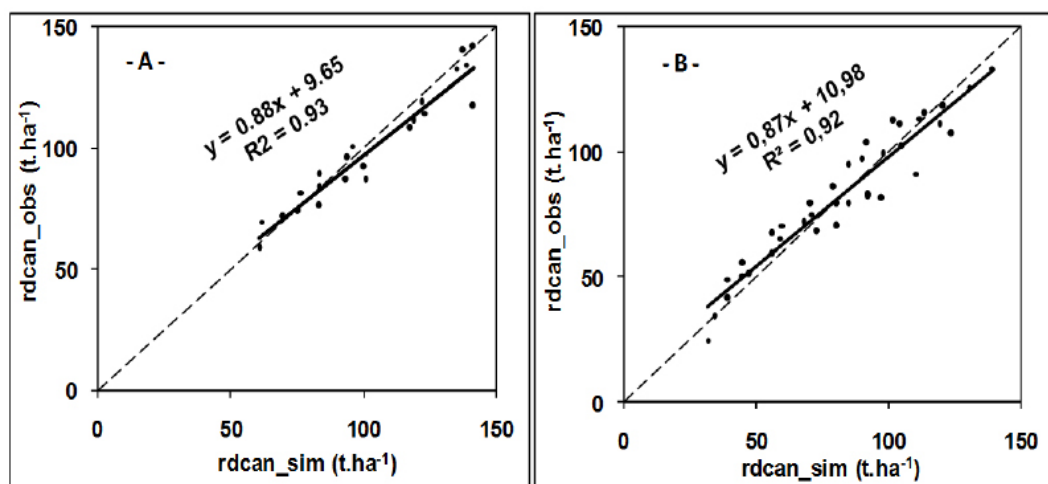 - A -
y = 0.88x + 9.65
R2 = 0.93
rdcan_obs (t.ha⁻¹)
150
100
50
0
0 50 100 150
rdcan_sim (t.ha⁻¹)
- B -
y = 0,87x + 10,98
R² = 0,92
rdcan_obs (t.ha⁻¹)
150
100
50
0
0 50 100 150
rdcan_sim (t.ha⁻¹)